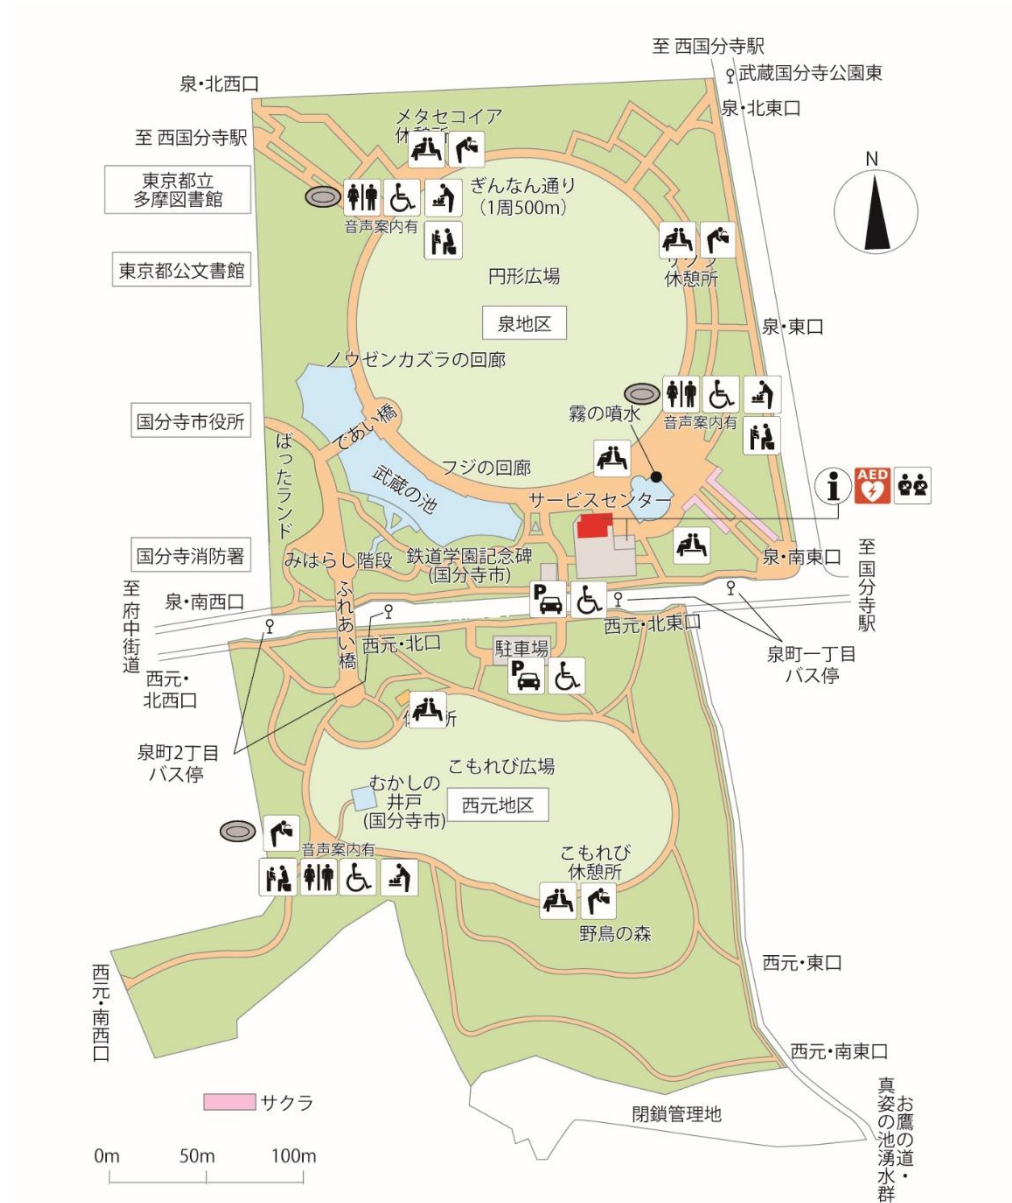 至 西国分寺駅
武蔵国分寺公園東
泉・北西口
泉・北東口
メタセコイア
休憩所
至 西国分寺駅
N
東京都立
多摩図書館
ぎんなん通り
(1周500m)
音声案内有
東京都公文書館
円形広場
休憩所
泉地区
泉・東口
ノウゼンカズラの回廊
国分寺市役所
であい橋
霧の噴水
音声案内有
ばったランド
武蔵の池
フジの回廊
サービスセンター
i
AED
国分寺消防署
みはらし階段
鉄道学園記念碑
(国分寺市)
泉・南東口
至 国分寺駅
至 府中街道
泉・南西口
ふれあい橋
P
西元・北東口
西元・北口
駐車場
P
泉町一丁目
バス停
西元・
北西口
休憩所
泉町2丁目
バス停
こもれび広場
むかしの
井戸
(国分寺市)
西元地区
音声案内有
こもれび
休憩所
野鳥の森
西元・東口
西元・南西口
西元・南東口
お鷹の道・
真姿の池湧水群
サクラ
閉鎖管理地
0m
50m
100m